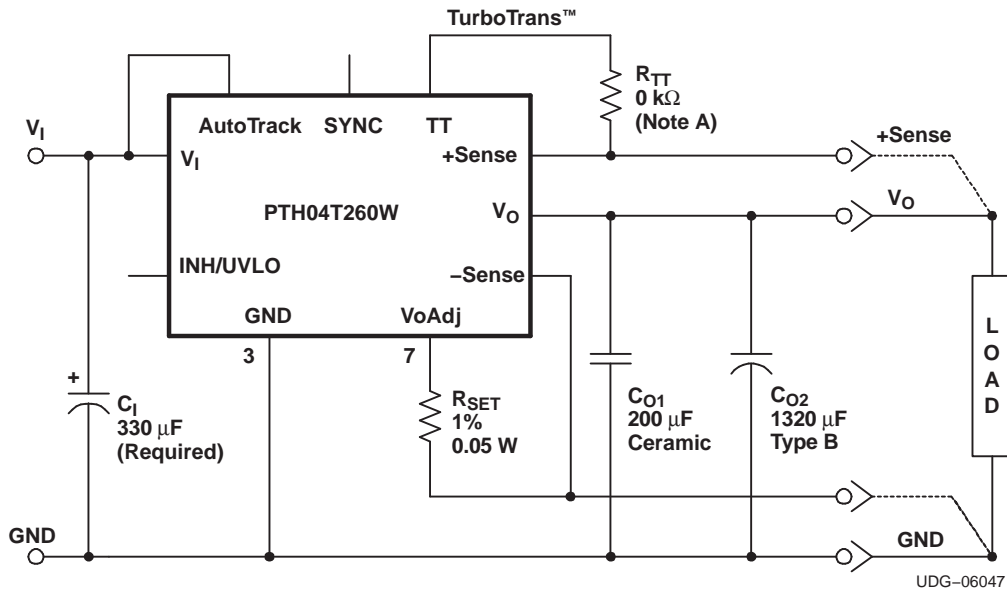 TurboTrans™
R_TT
0 kΩ
(Note A)
AutoTrack
SYNC
TT
V_I
V_I
+Sense
+Sense
PTH04T260W
V_O
V_O
INH/UVLO
−Sense
GND
VoAdj
3
7
L
O
A
D
+
C_I
330 μF
(Required)
R_SET
1%
0.05 W
C_O1
200 μF
Ceramic
C_O2
1320 μF
Type B
GND
GND
UDG−06047